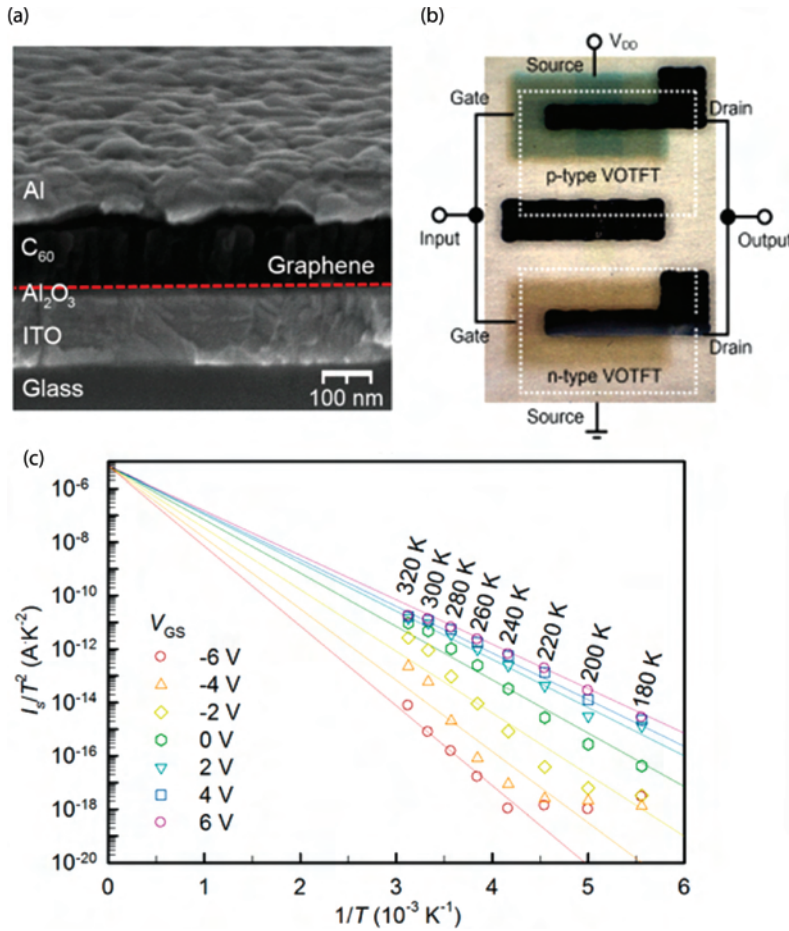 (a)
Al
C₆₀
Graphene
Al₂O₃
ITO
Glass
100 nm
(b)
V_DD
Source
Gate
Drain
p-type VOTFT
Input
Output
Gate
Drain
n-type VOTFT
Source
(c)
I_s/T² (A·K⁻²)
10⁻⁶
10⁻⁸
10⁻¹⁰
10⁻¹²
10⁻¹⁴
10⁻¹⁶
10⁻¹⁸
10⁻²⁰
320 K
300 K
280 K
260 K
240 K
220 K
200 K
180 K
V_GS
-6 V
-4 V
-2 V
0 V
2 V
4 V
6 V
0 1 2 3 4 5 6
1/T (10⁻³ K⁻¹)